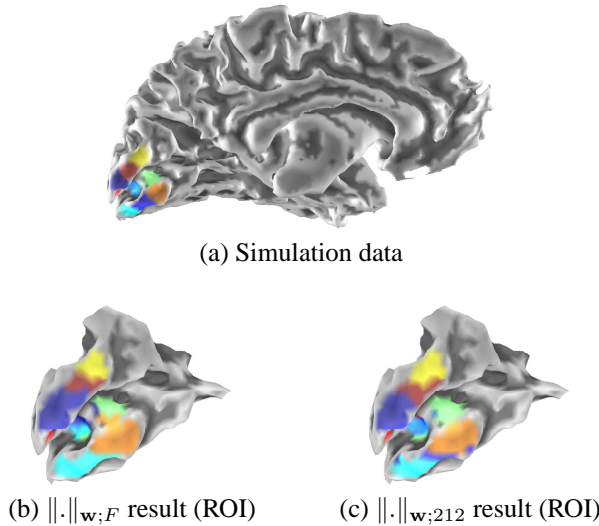 (a) Simulation data
(b) ‖.‖w;F result (ROI)
(c) ‖.‖w;212 result (ROI)